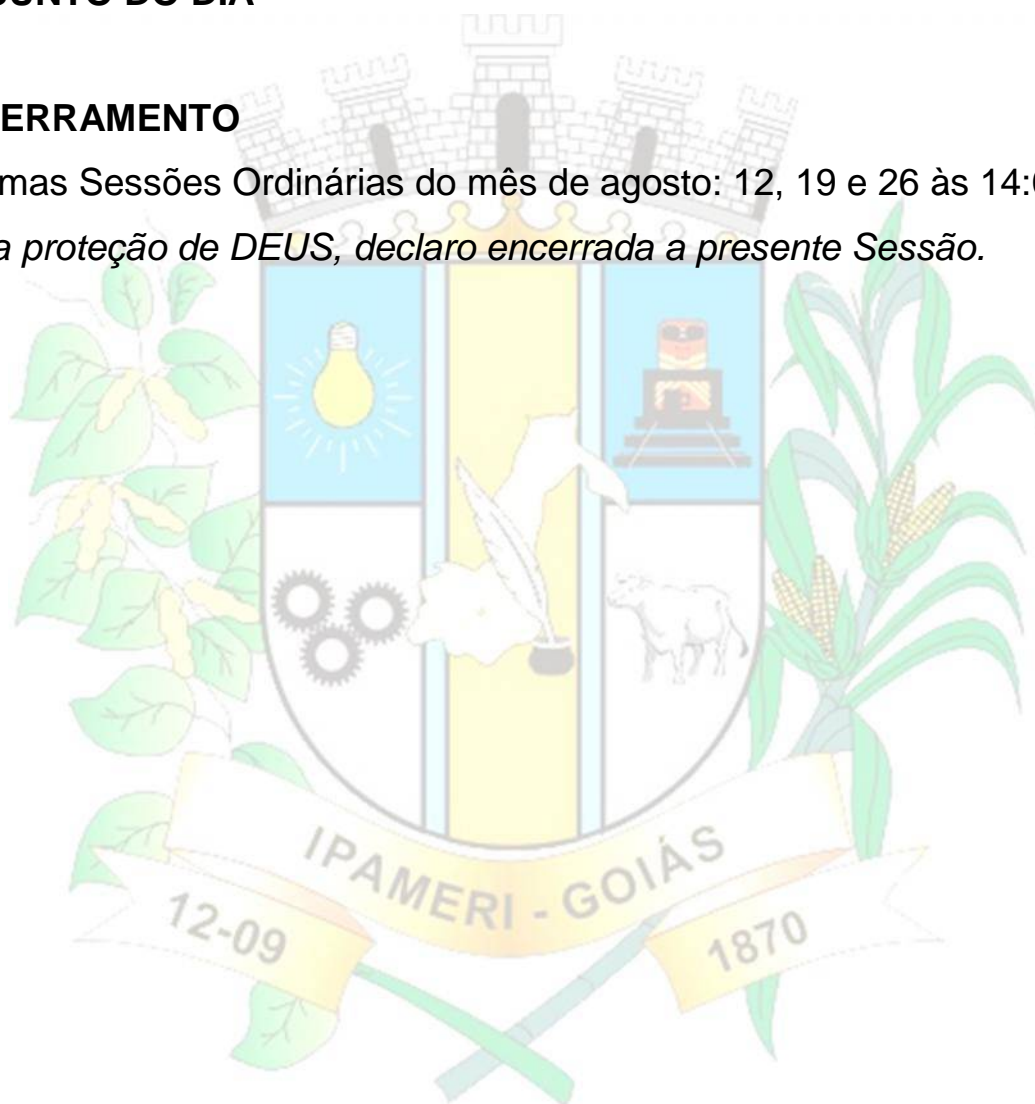 ERRAMENTO
mas Sessões Ordinárias do mês de agosto: 12, 19 e 26 às 14:
a proteção de DEUS, declaro encerrada a presente Sessão.
IPAMERI - GOIÁS
12-09
1870